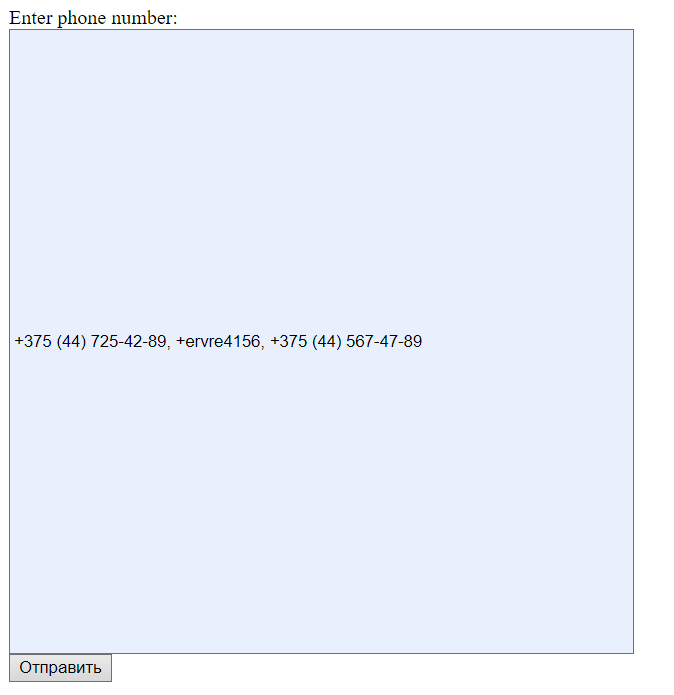 Enter phone number:
+375 (44) 725-42-89, +ervre4156, +375 (44) 567-47-89
Отправить